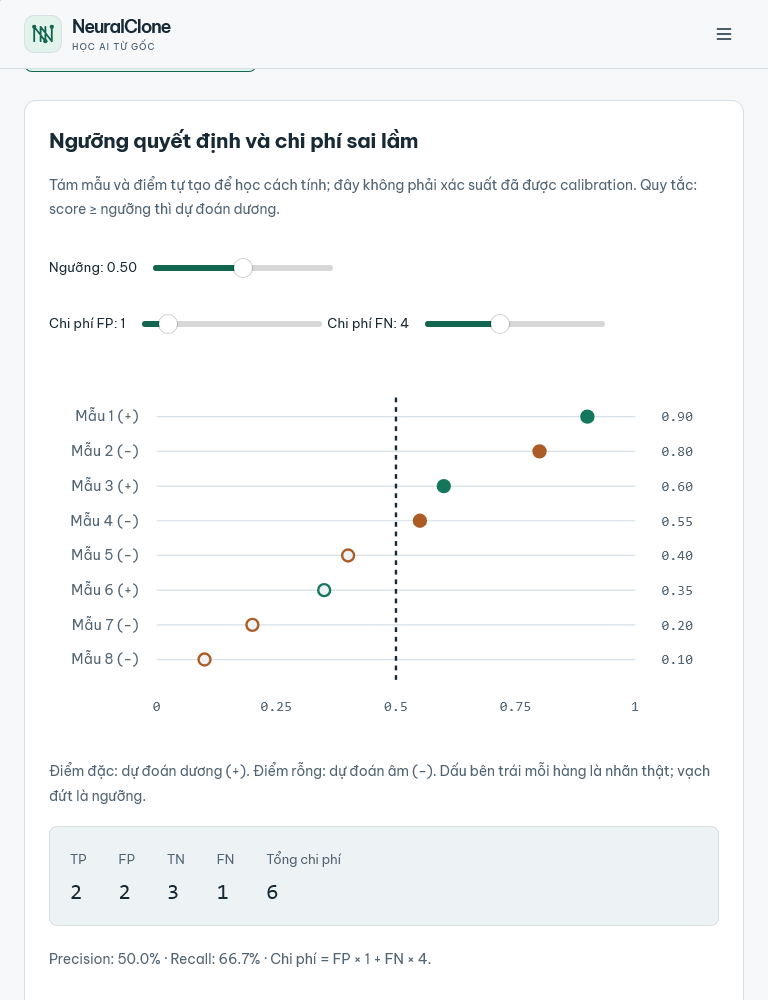 NeuralClone
HỌC AI TỪ GỐC
Ngưỡng quyết định và chi phí sai lầm
Tám mẫu và điểm tự tạo để học cách tính; đây không phải xác suất đã được calibration. Quy tắc:
score ≥ ngưỡng thì dự đoán dương.
Ngưỡng: 0.50
Chi phí FP: 1 Chi phí FN: 4
Mẫu 1 (+) 0.90
Mẫu 2 (−) 0.80
Mẫu 3 (+) 0.60
Mẫu 4 (−) 0.55
Mẫu 5 (−) 0.40
Mẫu 6 (+) 0.35
Mẫu 7 (−) 0.20
Mẫu 8 (−) 0.10
0 0.25 0.5 0.75 1
Điểm đặc: dự đoán dương (+). Điểm rỗng: dự đoán âm (−). Dấu bên trái mỗi hàng là nhãn thật; vạch
đứt là ngưỡng.
TP FP TN FN Tổng chi phí
2 2 3 1 6
Precision: 50.0% · Recall: 66.7% · Chi phí = FP × 1 + FN × 4.